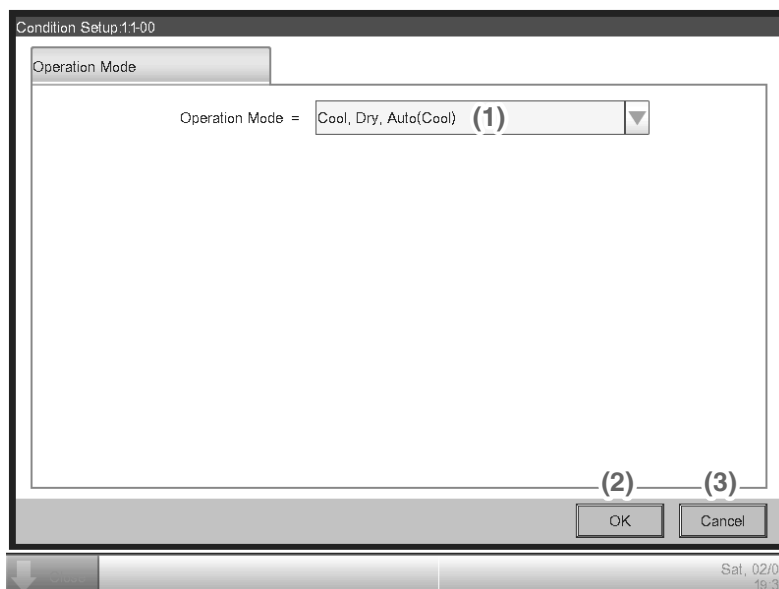 Condition Setup:1:1-00
Operation Mode
Operation Mode =
Cool, Dry, Auto(Cool)
(1)
(2)
(3)
OK
Cancel
Close
Sat, 02/0
19:3